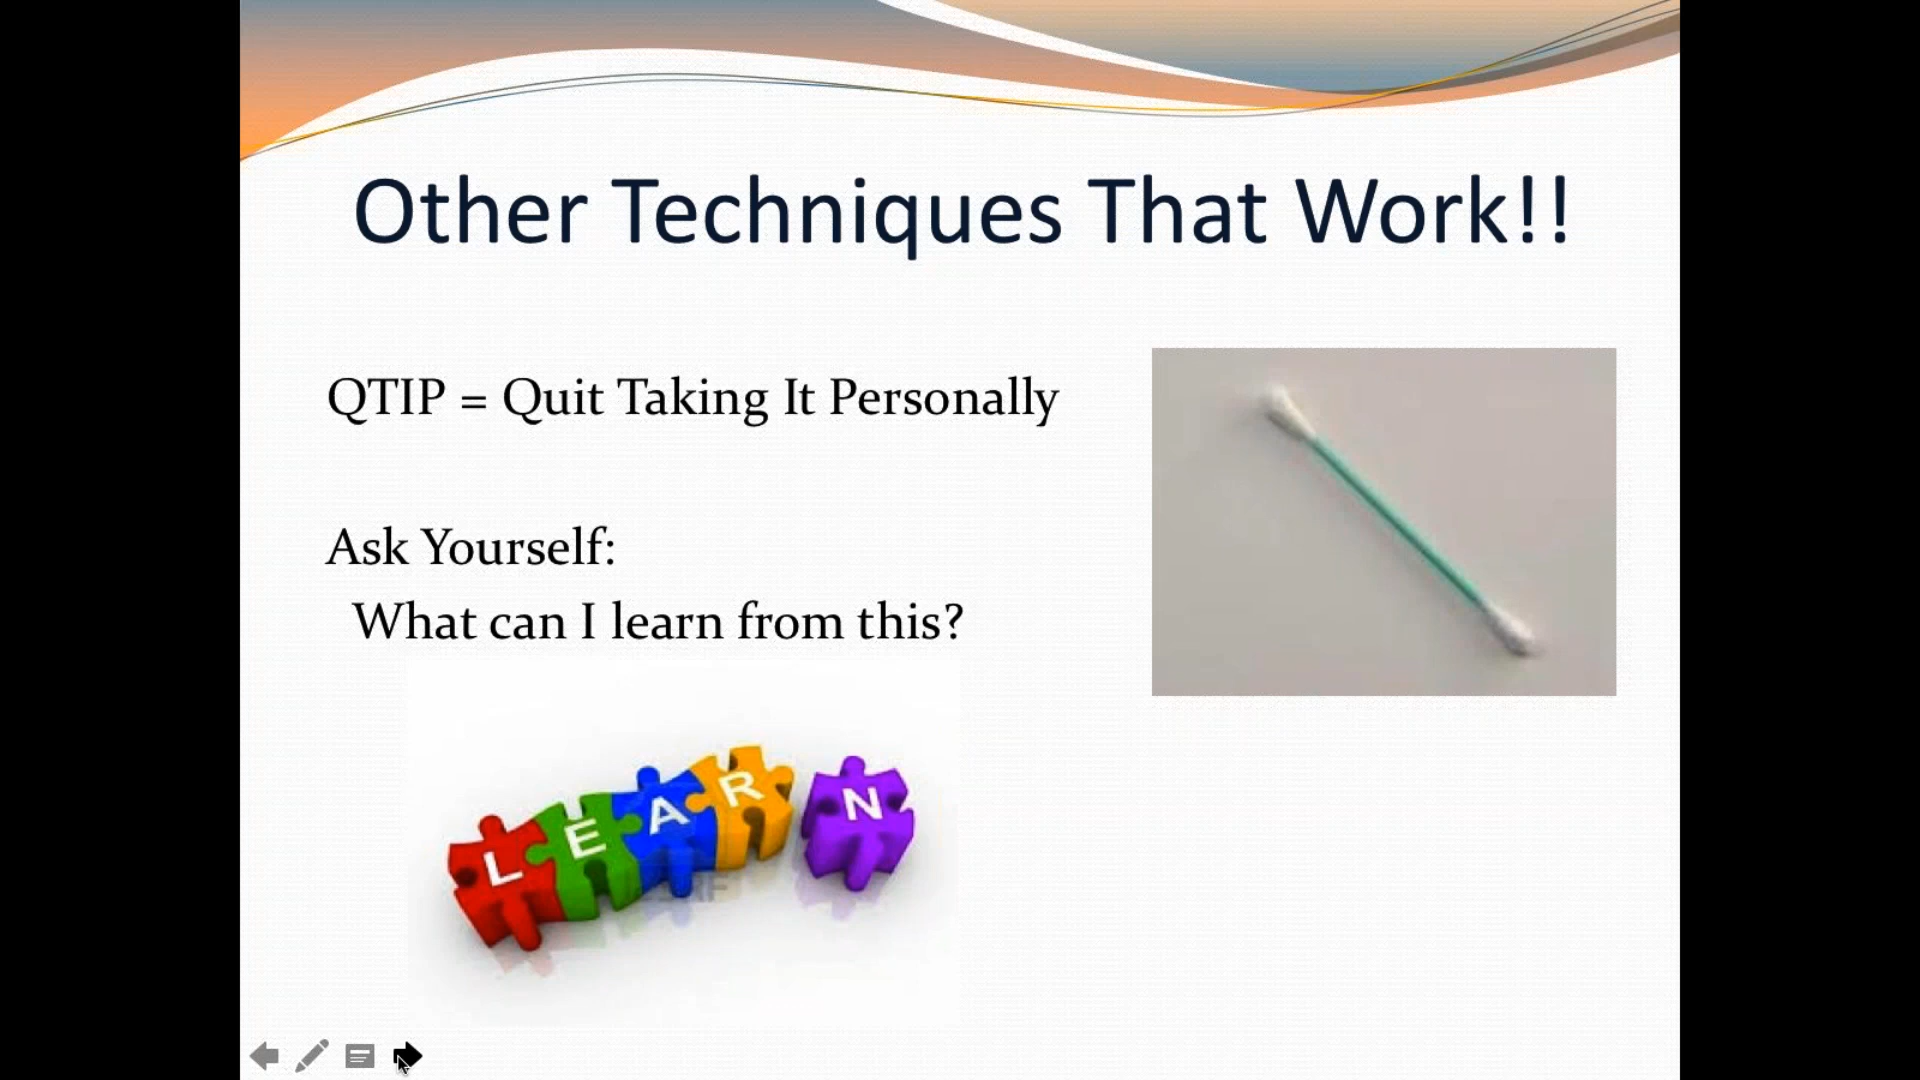 Other Techniques That Work!!
QTIP = Quit Taking It Personally
Ask Yourself:
What can I learn from this?
LEARN